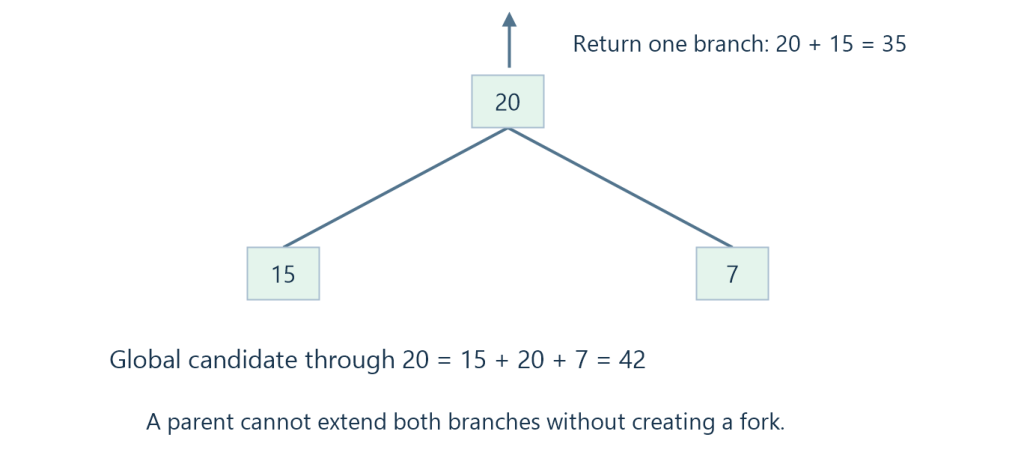 Return one branch: 20 + 15 = 35
20
15
7
Global candidate through 20 = 15 + 20 + 7 = 42
A parent cannot extend both branches without creating a fork.